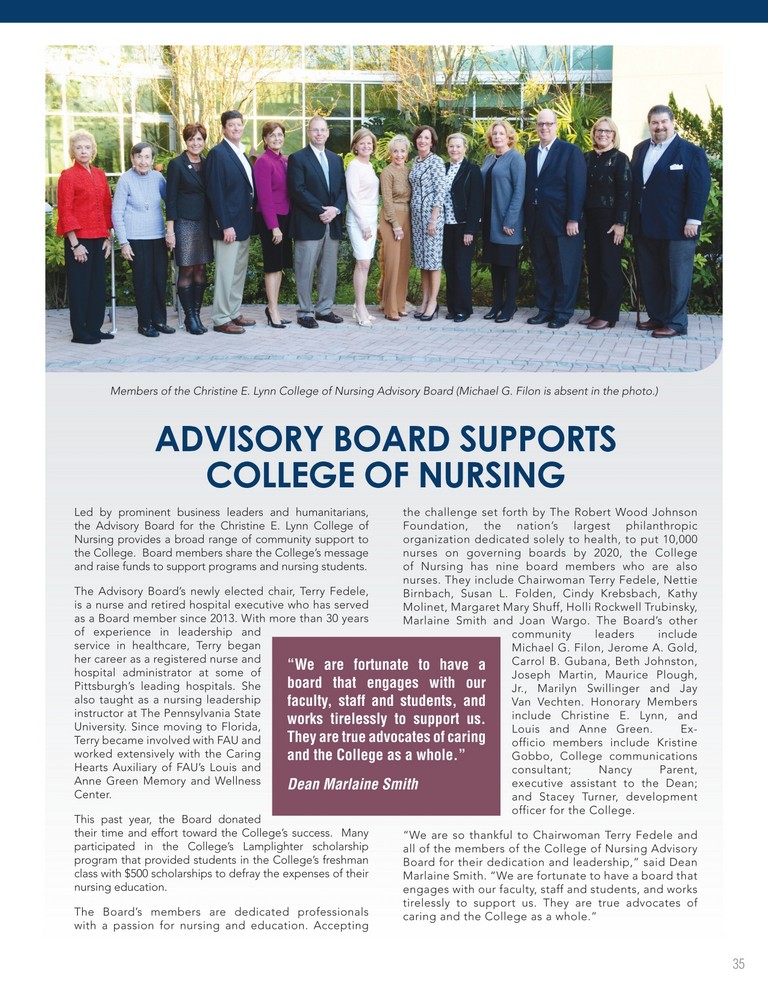 Members of the Christine E. Lynn College of Nursing Advisory Board (Michael G. Filon is absent in the photo.)
ADVISORY BOARD SUPPORTS
COLLEGE OF NURSING
Led by prominent business leaders and humanitarians,
the Advisory Board for the Christine E. Lynn College of
Nursing provides a broad range of community support to
the College.  Board members share the College's message
and raise funds to support programs and nursing students.
The Advisory Board's newly elected chair, Terry Fedele,
is a nurse and retired hospital executive who has served
as a Board member since 2013. With more than 30 years
of experience in leadership and
service in healthcare, Terry began
her career as a registered nurse and
hospital administrator at some of
Pittsburgh's leading hospitals. She
also taught as a nursing leadership
instructor at The Pennsylvania State
University. Since moving to Florida,
Terry became involved with FAU and
worked extensively with the Caring
Hearts Auxiliary of FAU's Louis and
Anne Green Memory and Wellness
Center.
This past year, the Board donated
their time and effort toward the College's success.  Many
participated in the College's Lamplighter scholarship
program that provided students in the College's freshman
class with $500 scholarships to defray the expenses of their
nursing education.
The Board's members are dedicated professionals
with a passion for nursing and education. Accepting
the challenge set forth by The Robert Wood Johnson
Foundation, the nation's largest philanthropic
organization dedicated solely to health, to put 10,000
nurses on governing boards by 2020, the College
of Nursing has nine board members who are also
nurses. They include Chairwoman Terry Fedele, Nettie
Birnbach, Susan L. Folden, Cindy Krebsbach, Kathy
Molinet, Margaret Mary Shuff, Holli Rockwell Trubinsky,
Marlaine Smith and Joan Wargo. The Board's other
community leaders include
Michael G. Filon, Jerome A. Gold,
Carrol B. Gubana, Beth Johnston,
Joseph Martin, Maurice Plough,
Jr., Marilyn Swillinger and Jay
Van Vechten. Honorary Members
include Christine E. Lynn, and
Louis and Anne Green.  Ex-
officio members include Kristine
Gobbo, College communications
consultant; Nancy Parent,
executive assistant to the Dean;
and Stacey Turner, development
officer for the College.
"We are fortunate to have a
board that engages with our
faculty, staff and students, and
works tirelessly to support us.
They are true advocates of caring
and the College as a whole."
Dean Marlaine Smith
"We are so thankful to Chairwoman Terry Fedele and
all of the members of the College of Nursing Advisory
Board for their dedication and leadership," said Dean
Marlaine Smith. "We are fortunate to have a board that
engages with our faculty, staff and students, and works
tirelessly to support us. They are true advocates of
caring and the College as a whole."
35